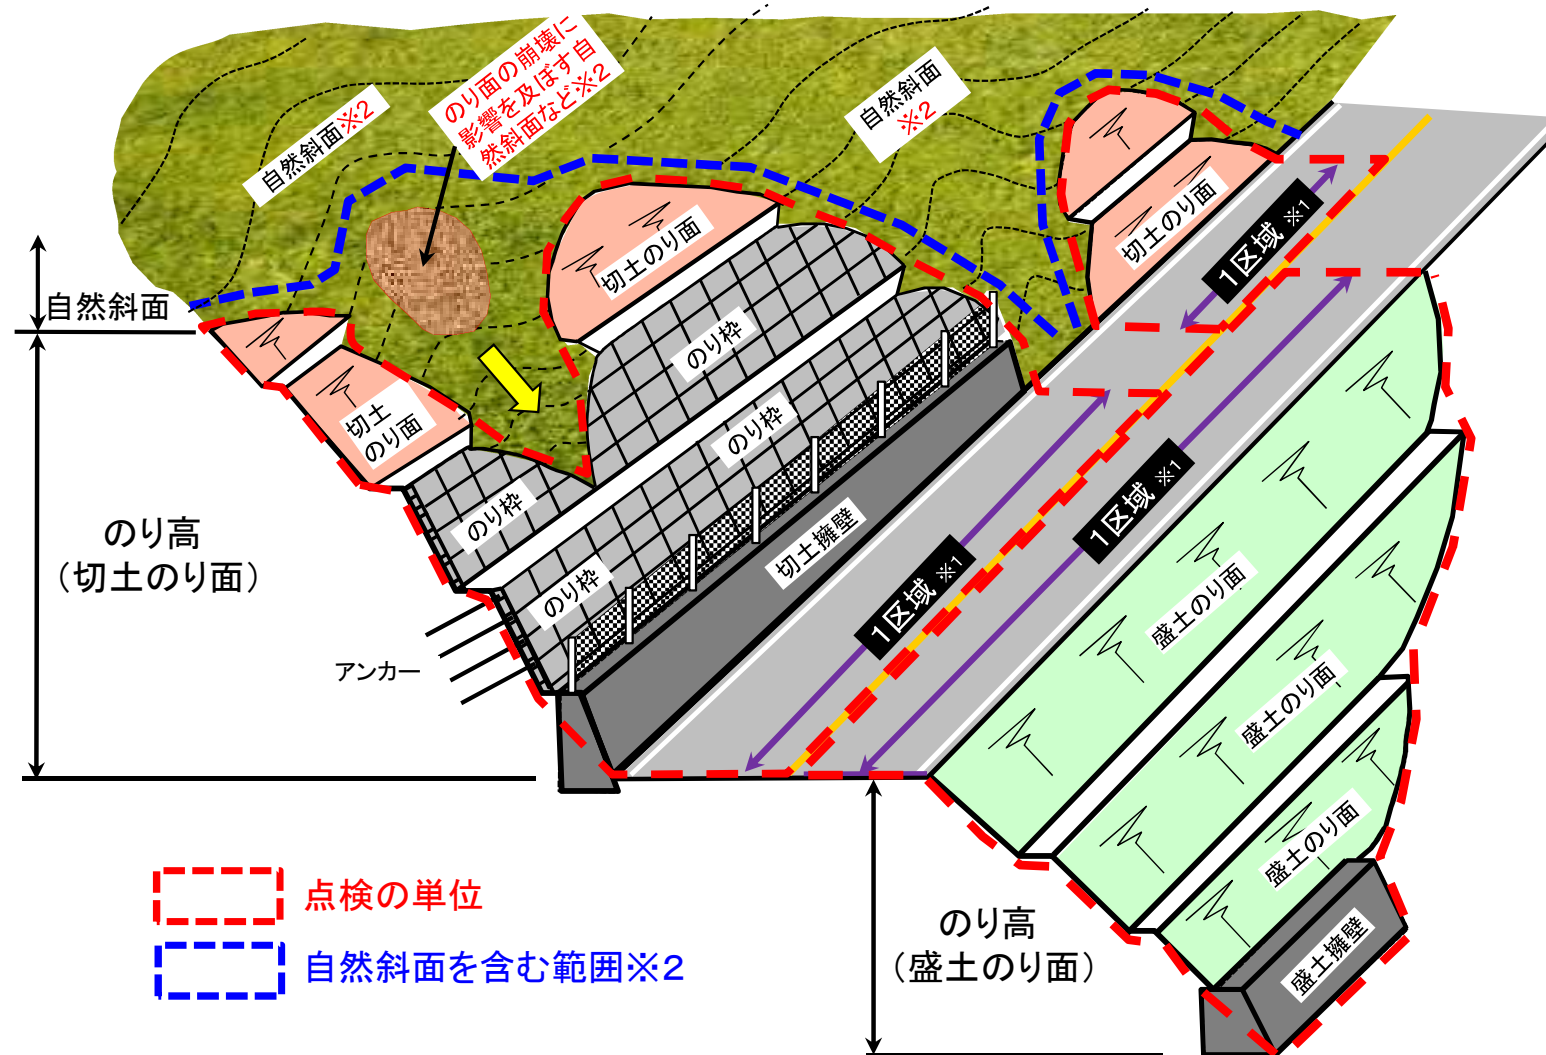 のり面の崩壊に
影響を及ぼす自
然斜面など※2
自然斜面※2
自然斜面
※2
切土のり面
切土のり面
1区域 ※1
自然斜面
のり枠
切土
のり面
のり枠
のり枠
のり枠
切土擁壁
1区域 ※1
1区域 ※1
のり高
(切土のり面)
アンカー
盛土のり面
盛土のり面
盛土のり面
盛土擁壁
点検の単位
自然斜面を含む範囲※2
のり高
(盛土のり面)